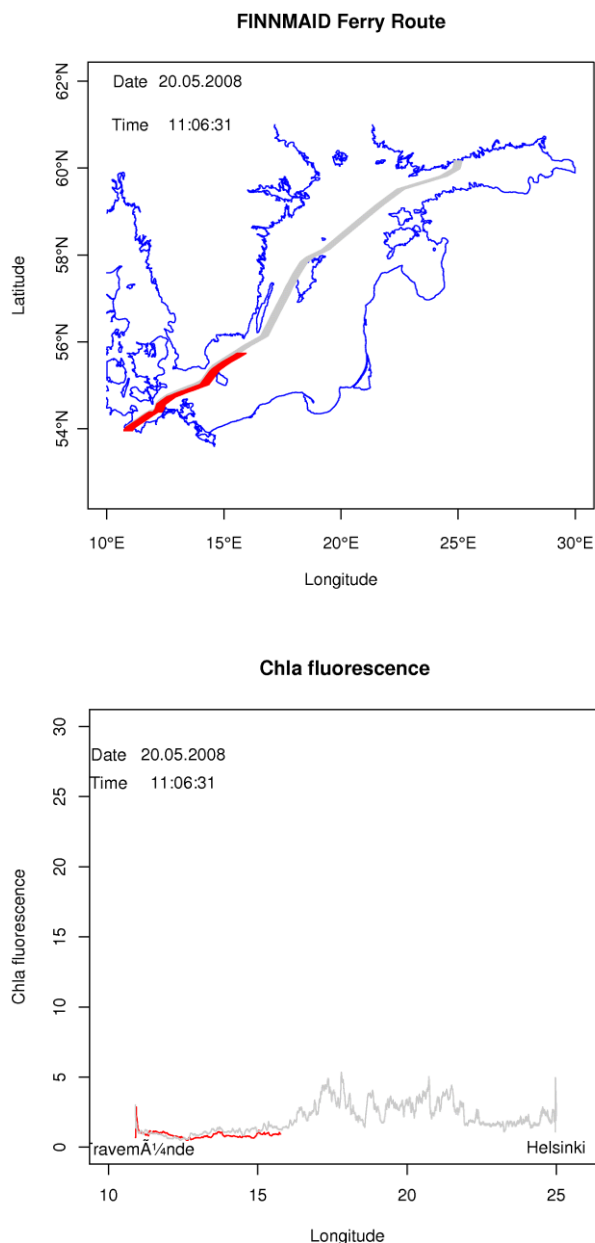 FINNMAID Ferry Route
Date 20.05.2008
Time 11:06:31
62°N
60°N
58°N
56°N
54°N
Latitude
10°E 15°E 20°E 25°E 30°E
Longitude
Chla fluorescence
Date 20.05.2008
Time 11:06:31
30
25
20
15
10
5
0
Chla fluorescence
ravemÃ¼nde Helsinki
10 15 20 25
Longitude